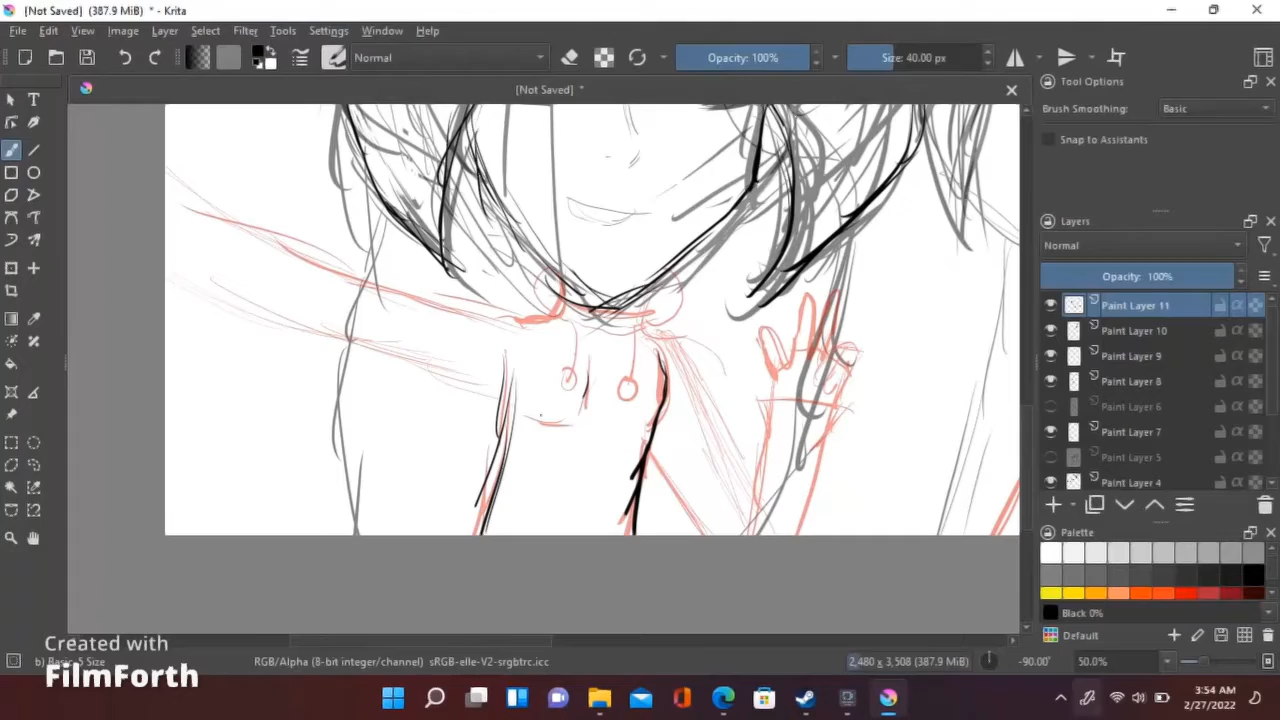 [Not Saved] (387.9 MiB) * - Krita
File Edit View Image Layer Select Filter Tools Settings Window Help
Normal
Opacity: 100%
Size: 40.00 px
[Not Saved] *
Tool Options
Brush Smoothing: Basic
Snap to Assistants
Layers
Normal
Opacity: 100%
Paint Layer 11
Paint Layer 10
Paint Layer 9
Paint Layer 8
Paint Layer 6
Paint Layer 7
Paint Layer 5
Paint Layer 4
Palette
Black 0%
Default
Created with
FilmForth
b) Basic-5 Size
RGB/Alpha (8-bit integer/channel) sRGB-elle-V2-srgbtrc.icc
2,480 x 3,508 (387.9 MiB)
-90.00°
50.0%
3:54 AM
2/27/2022